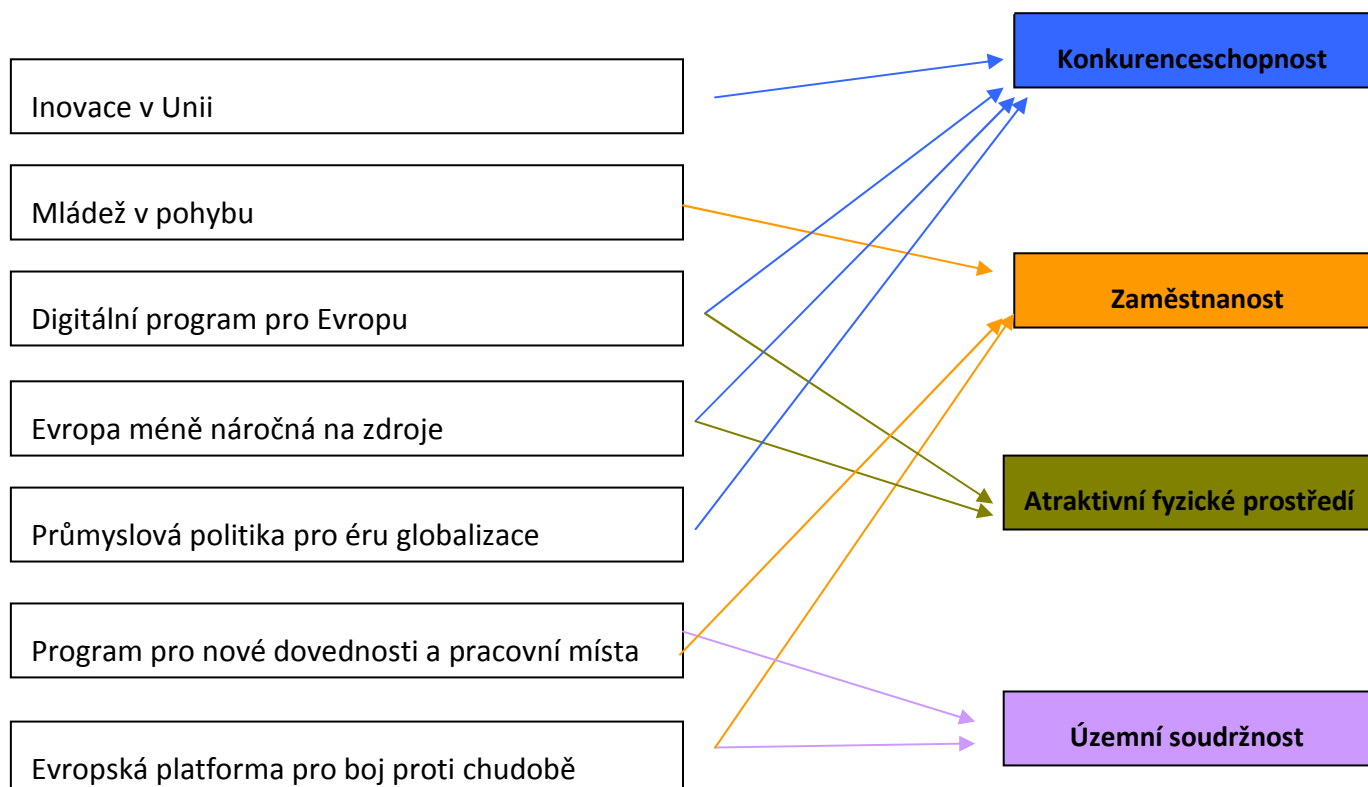 Inovace v Unii
Mládež v pohybu
Digitální program pro Evropu
Evropa méně náročná na zdroje
Průmyslová politika pro éru globalizace
Program pro nové dovednosti a pracovní místa
Evropská platforma pro boj proti chudobě
Konkurenceschopnost
Zaměstnanost
Atraktivní fyzické prostředí
Územní soudržnost